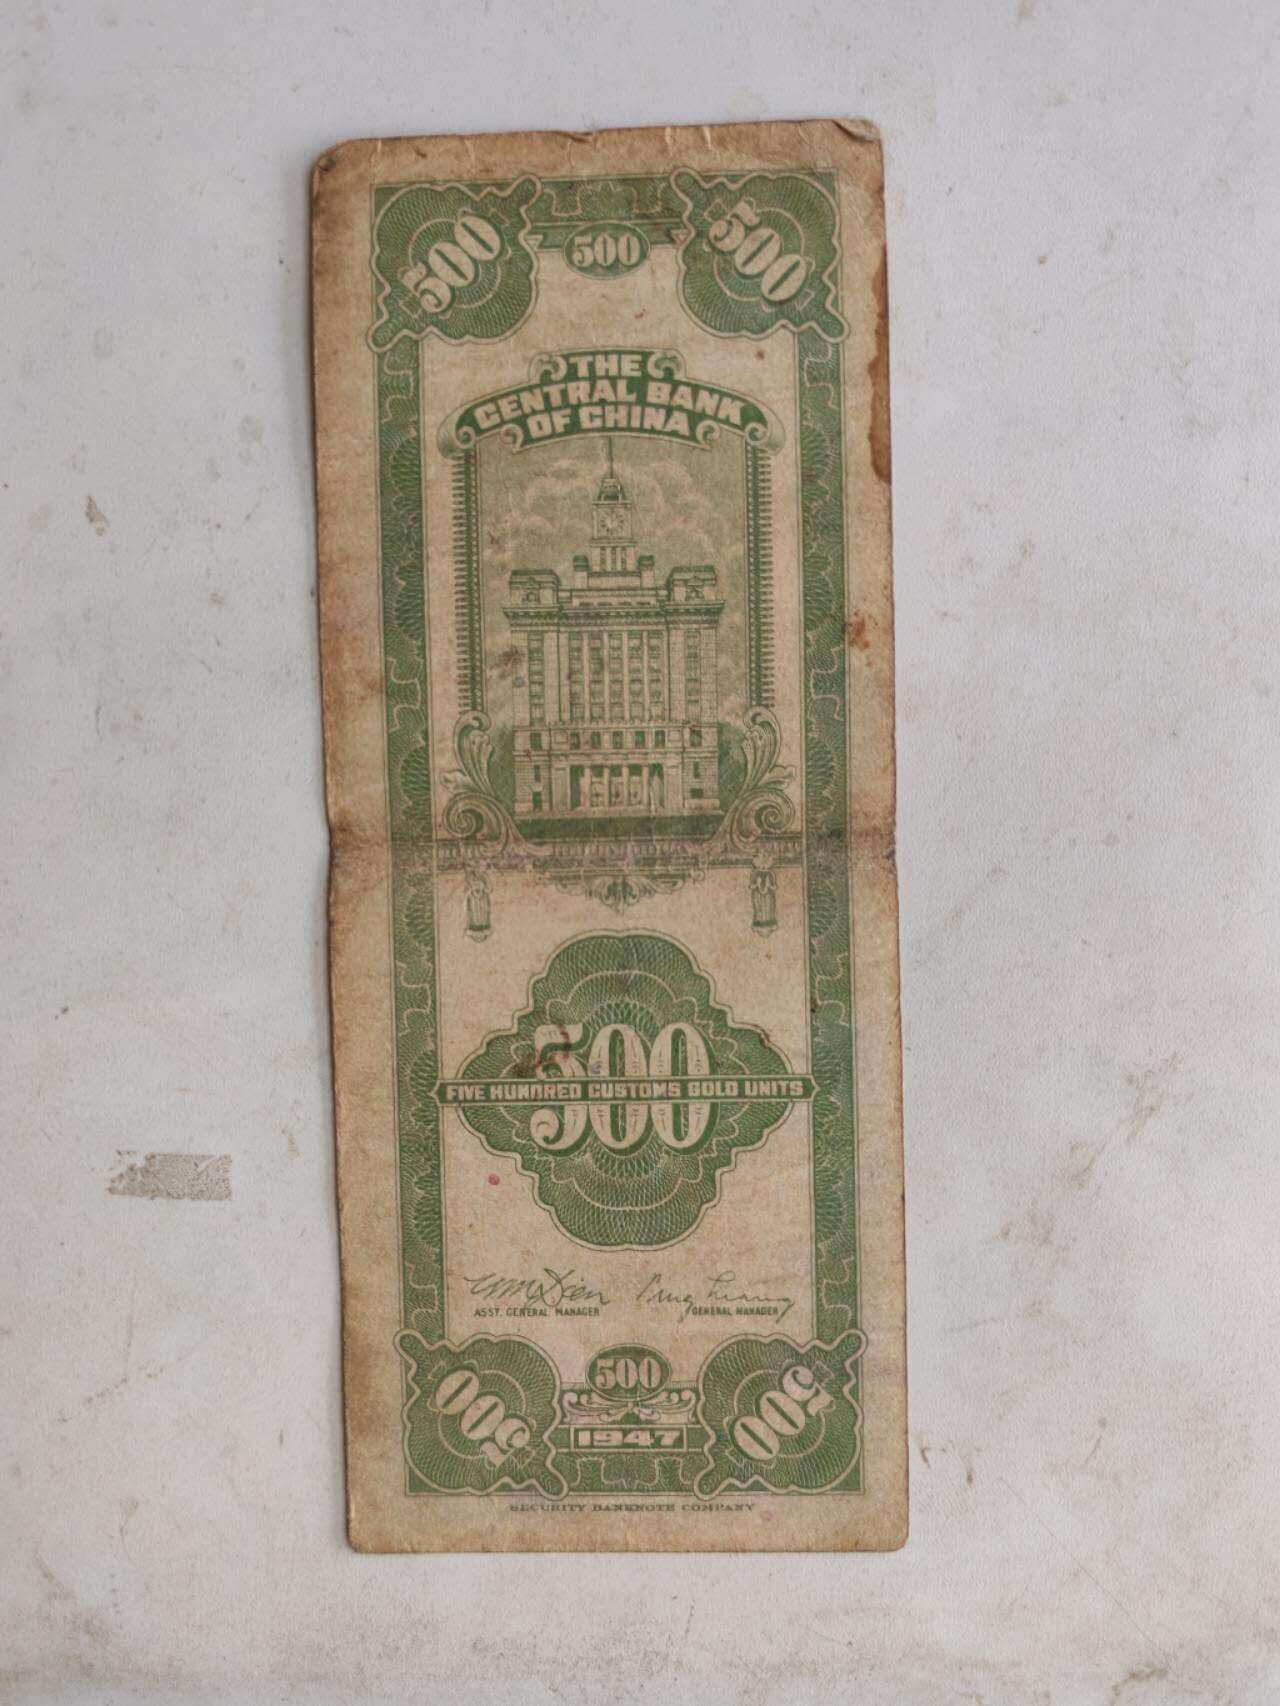 500 500 500
THE
CENTRAL BANK
OF CHINA
500
FIVE HUNDRED CUSTOMS GOLD UNITS
ASST. GENERAL MANAGER GENERAL MANAGER
500
500 500
1947
SECURITY BANKNOTE COMPANY